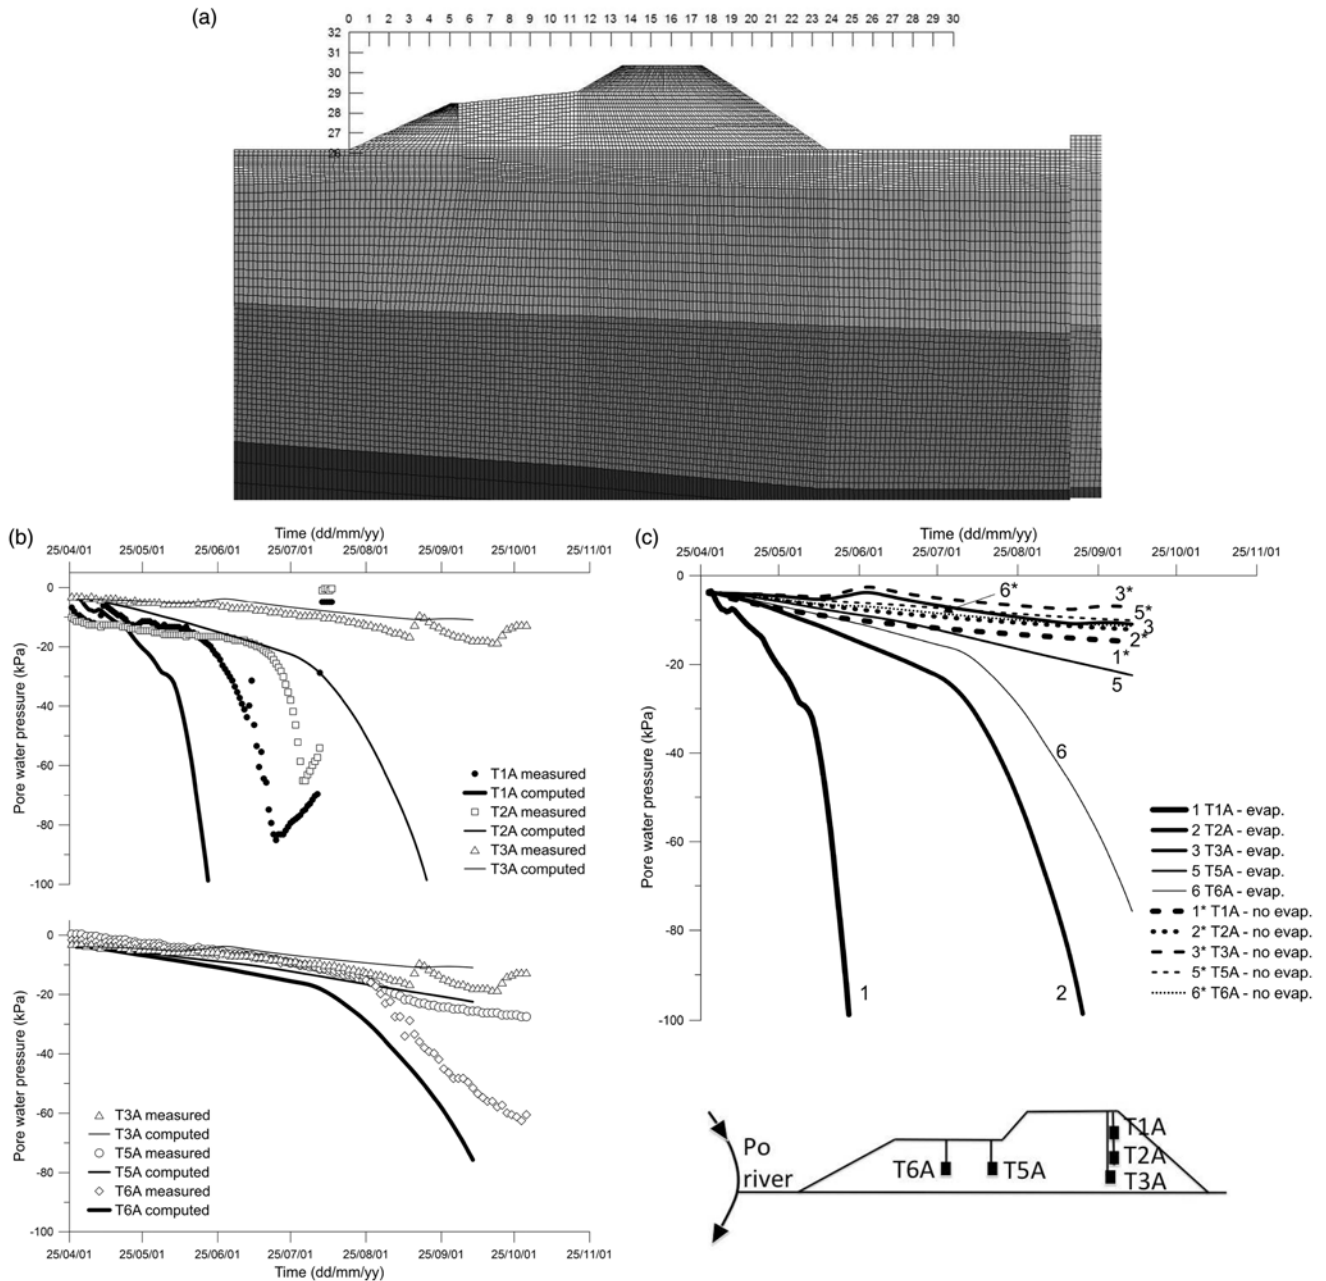 (a)
0 1 2 3 4 5 6 7 8 9 10 11 12 13 14 15 16 17 18 19 20 21 22 23 24 25 26 27 28 29 30
32
31
30
29
28
27
26
(b)
Time (dd/mm/yy)
25/04/01 25/05/01 25/06/01 25/07/01 25/08/01 25/09/01 25/10/01 25/11/01
Pore water pressure (kPa)
0
-20
-40
-60
-80
-100
T1A measured
T1A computed
T2A measured
T2A computed
T3A measured
T3A computed
Pore water pressure (kPa)
0
-20
-40
-60
-80
-100
T3A measured
T3A computed
T5A measured
T5A computed
T6A measured
T6A computed
25/04/01 25/05/01 25/06/01 25/07/01 25/08/01 25/09/01 25/10/01 25/11/01
Time (dd/mm/yy)
(c)
Time (dd/mm/yy)
25/04/01 25/05/01 25/06/01 25/07/01 25/08/01 25/09/01 25/10/01 25/11/01
Pore water pressure (kPa)
0
-20
-40
-60
-80
-100
6*
3*
5*
3
2*
1*
5
6
1
2
1 T1A - evap.
2 T2A - evap.
3 T3A - evap.
5 T5A - evap.
6 T6A - evap.
1* T1A - no evap.
2* T2A - no evap.
3* T3A - no evap.
5* T5A - no evap.
6* T6A - no evap.
Po
river
T6A
T5A
T1A
T2A
T3A